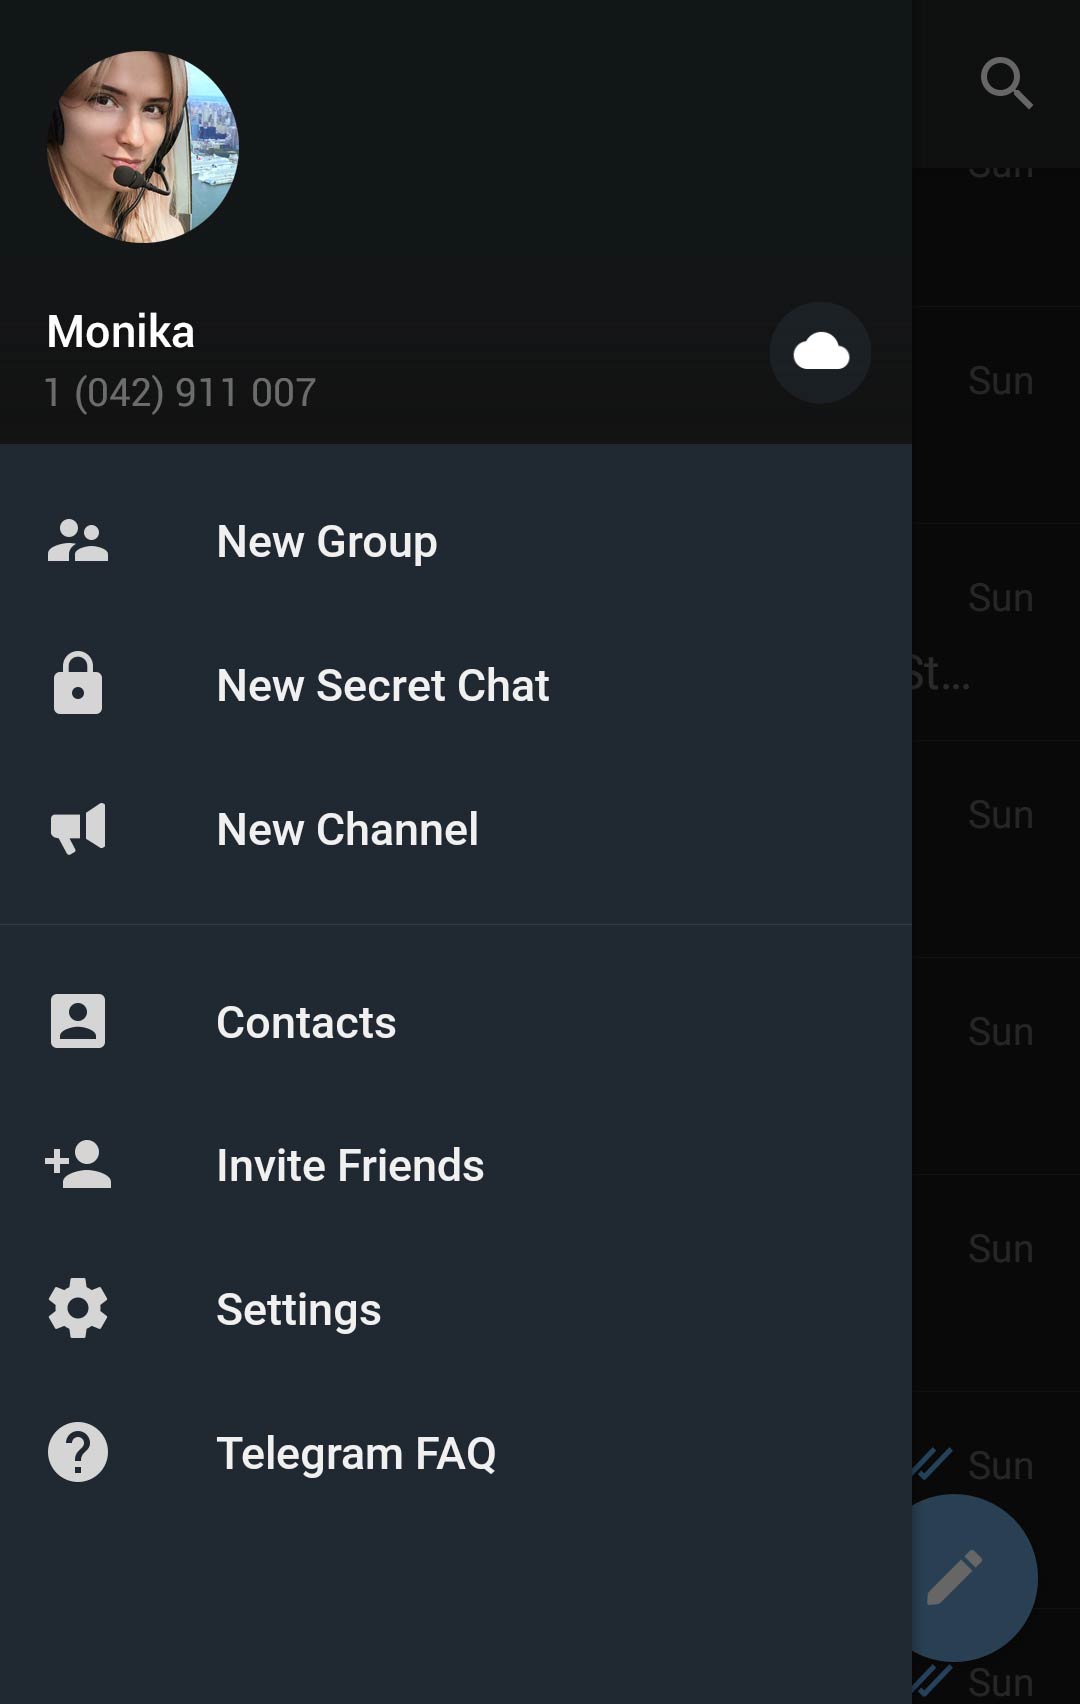 Sun
Monika
1 (042) 911 007
Sun
New Group
Sun
New Secret Chat
St...
New Channel
Sun
Contacts
Sun
Invite Friends
Sun
Settings
Telegram FAQ
Sun
Sun